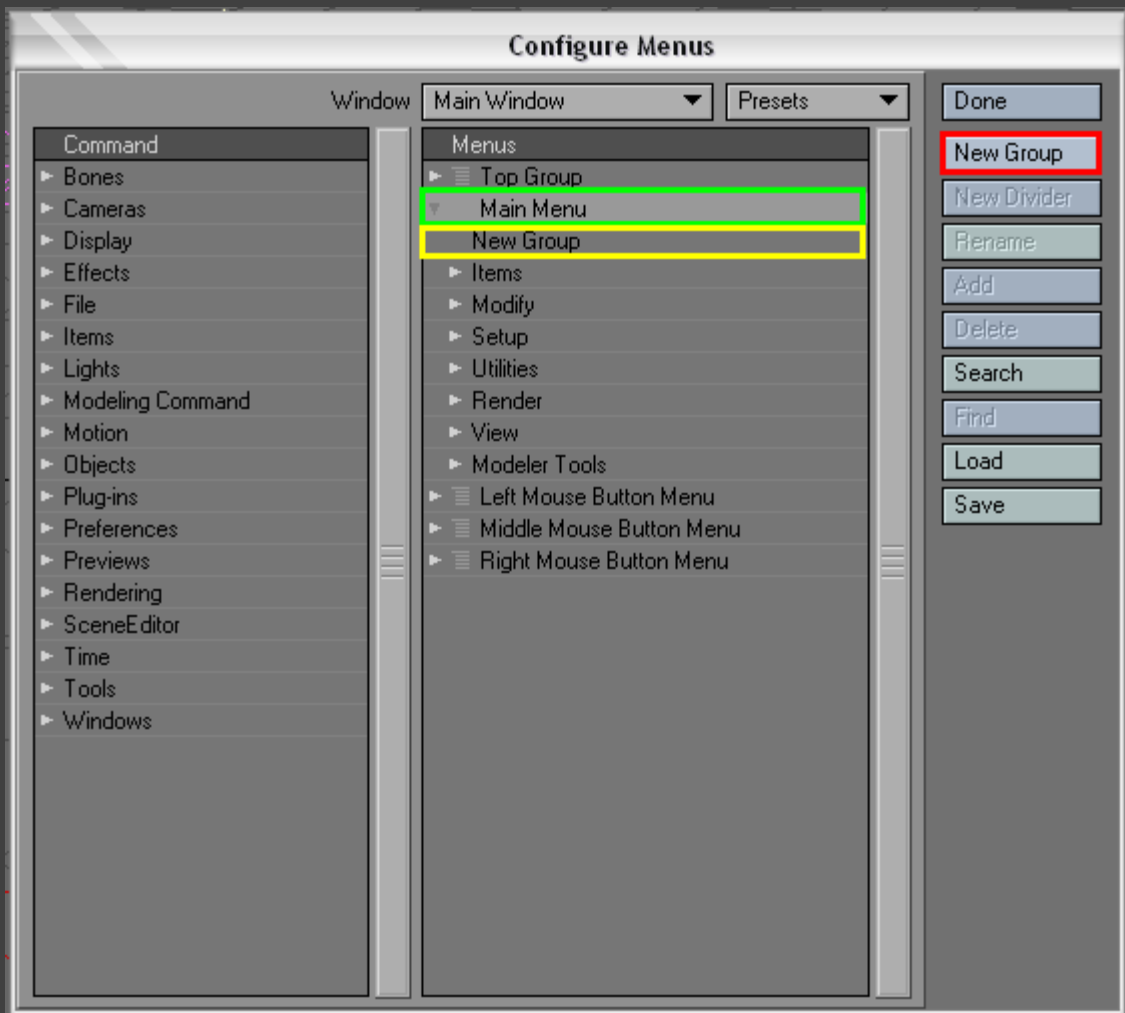 Configure Menus
Window Main Window Presets
Done
New Group
New Divider
Rename
Add
Delete
Search
Find
Load
Save
Command
Bones
Cameras
Display
Effects
File
Items
Lights
Modeling Command
Motion
Objects
Plug-ins
Preferences
Previews
Rendering
SceneEditor
Time
Tools
Windows
Menus
Top Group
Main Menu
New Group
Items
Modify
Setup
Utilities
Render
View
Modeler Tools
Left Mouse Button Menu
Middle Mouse Button Menu
Right Mouse Button Menu